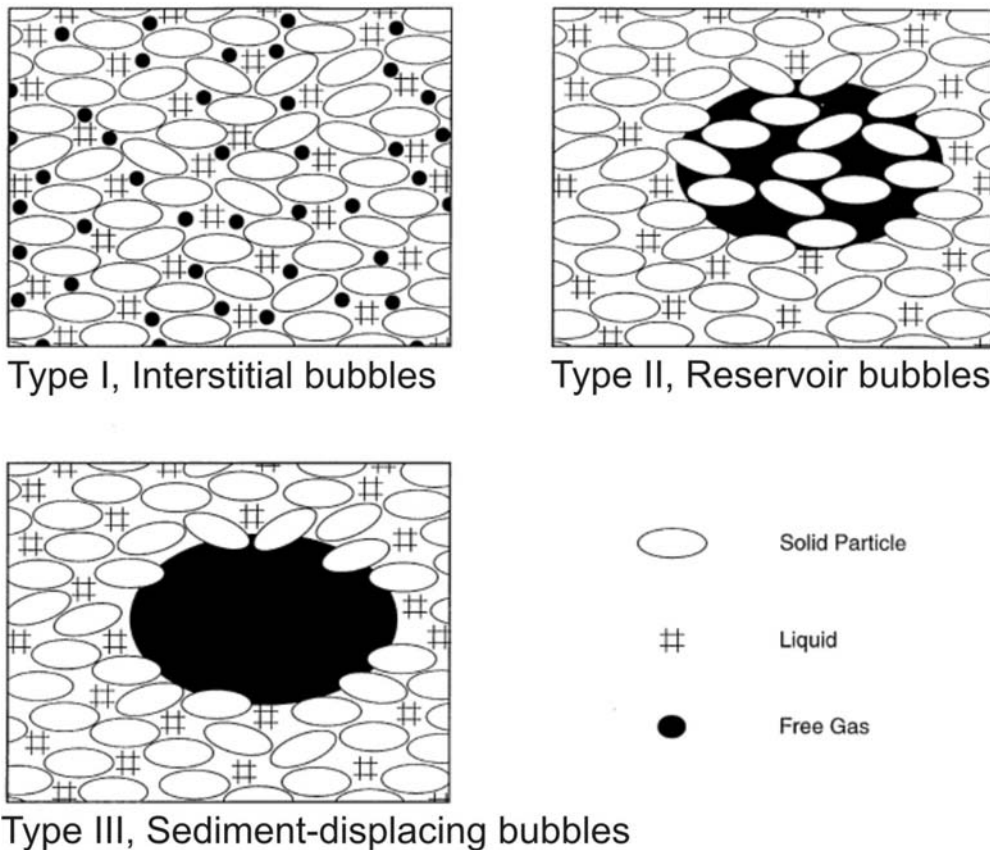 Type I, Interstitial bubbles
Type II, Reservoir bubbles
Solid Particle
Liquid
Free Gas
Type III, Sediment-displacing bubbles